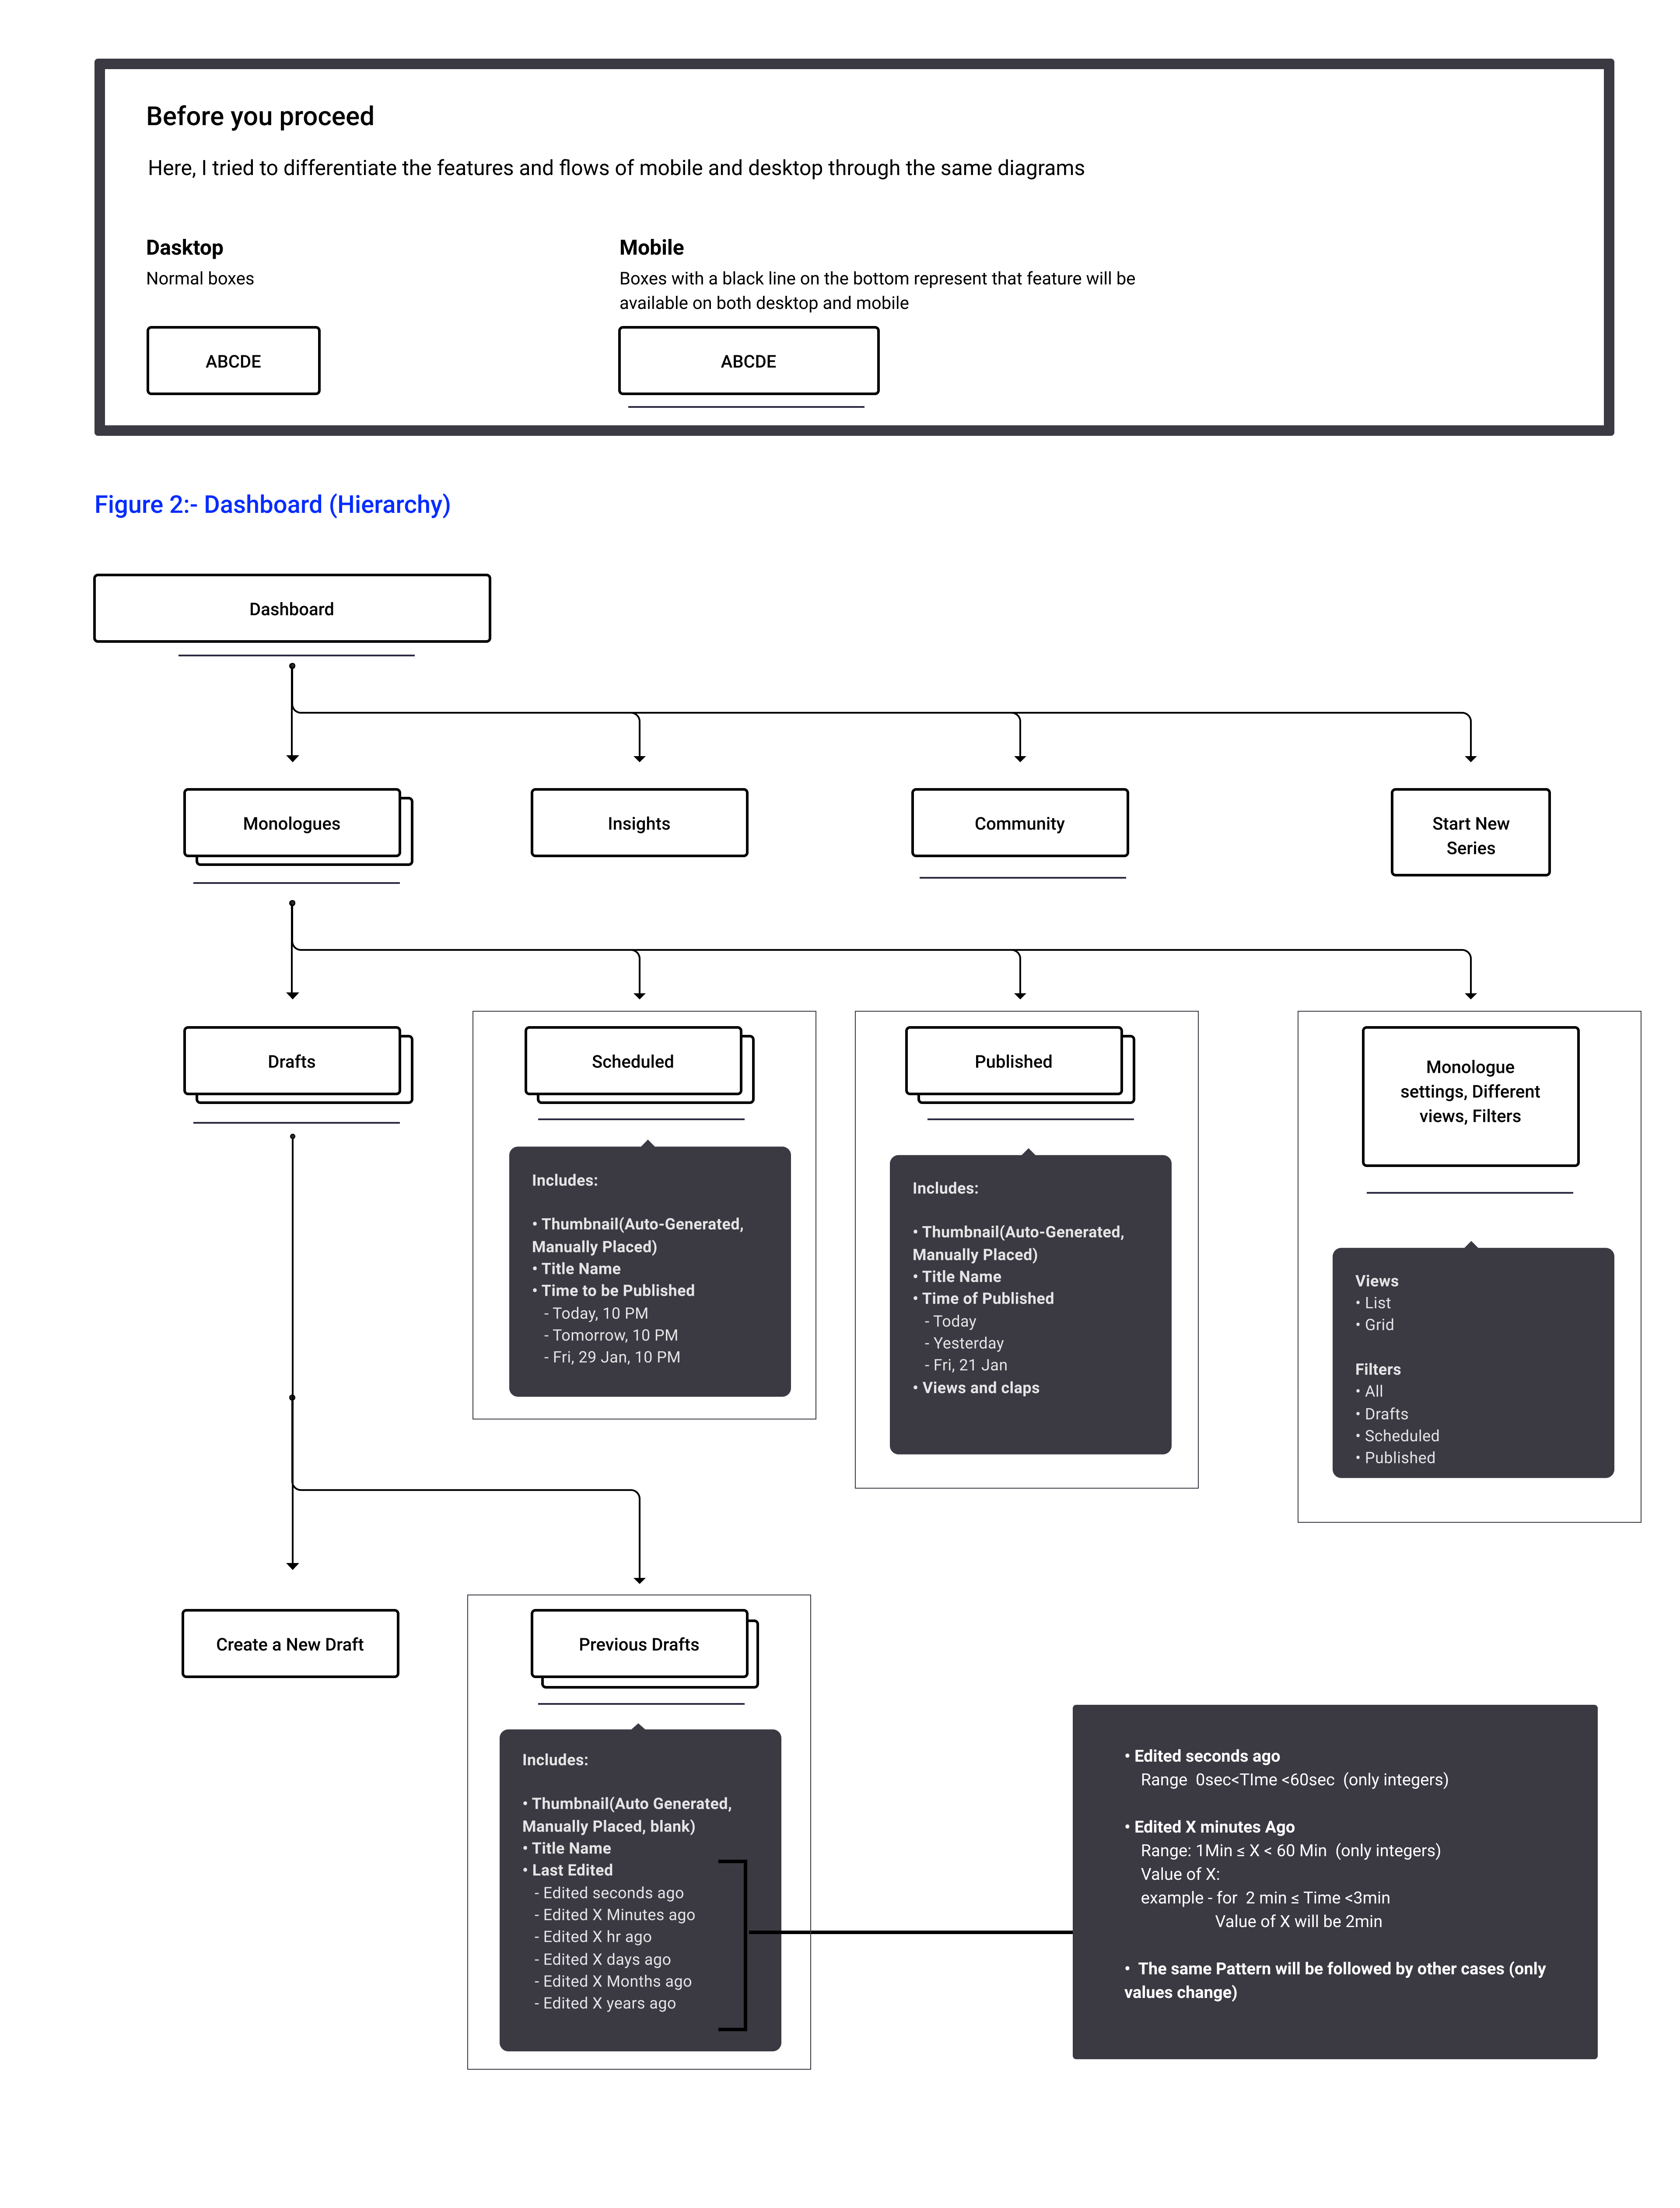 Before you proceed
Here, I tried to differentiate the features and flows of mobile and desktop through the same diagrams
Dasktop
Normal boxes
ABCDE
Mobile
Boxes with a black line on the bottom represent that feature will be
available on both desktop and mobile
ABCDE
Figure 2:- Dashboard (Hierarchy)
Dashboard
Monologues
Insights
Community
Start New
Series
Drafts
Scheduled
Includes:
• Thumbnail(Auto-Generated,
Manually Placed)
• Title Name
• Time to be Published
- Today, 10 PM
- Tomorrow, 10 PM
- Fri, 29 Jan, 10 PM
Published
Includes:
• Thumbnail(Auto-Generated,
Manually Placed)
• Title Name
• Time of Published
- Today
- Yesterday
- Fri, 21 Jan
• Views and claps
Monologue
settings, Different
views, Filters
Views
• List
• Grid
Filters
• All
• Drafts
• Scheduled
• Published
Create a New Draft
Previous Drafts
Includes:
• Thumbnail(Auto Generated,
Manually Placed, blank)
• Title Name
• Last Edited
- Edited seconds ago
- Edited X Minutes ago
- Edited X hr ago
- Edited X days ago
- Edited X Months ago
- Edited X years ago
• Edited seconds ago
Range 0sec<TIme <60sec (only integers)
• Edited X minutes Ago
Range: 1Min ≤ X < 60 Min (only integers)
Value of X:
example - for 2 min ≤ Time <3min
Value of X will be 2min
• The same Pattern will be followed by other cases (only
values change)